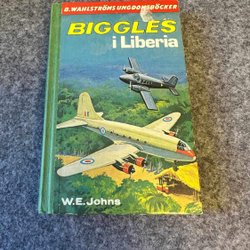 B.WAHLSTRÖMS UNGDOMSBÖCKER
BIGGLES
i Liberia
W.E. Johns